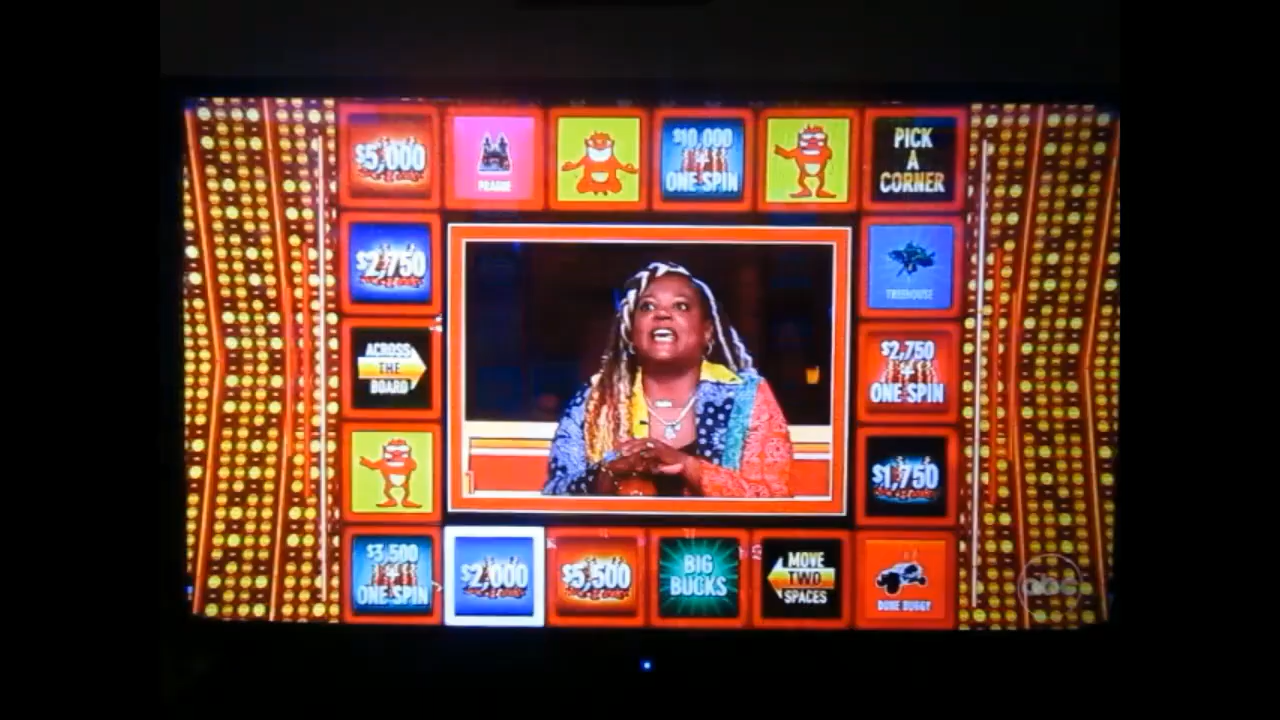 $5,000
PRAGUE
$10,000
+
ONE SPIN
PICK
A
CORNER
$2,750
TREEHOUSE
ACROSS
THE
BOARD
$2,750
+
ONE SPIN
$1,750
$3,500
+
ONE SPIN
$2,000
$5,500
BIG
BUCKS
MOVE
TWO
SPACES
DUNE BUGGY
abc